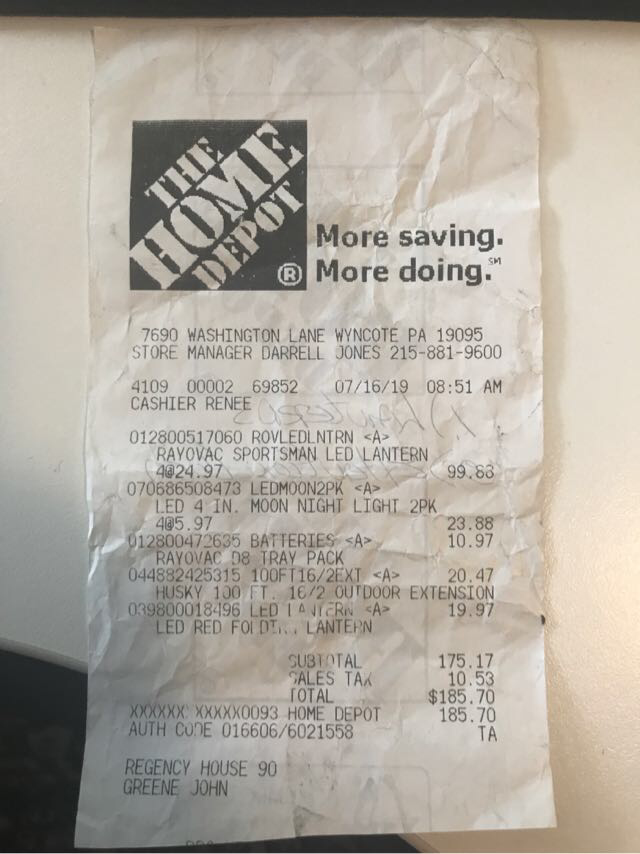 THE
HOME
DEPOT®
More saving.
More doing.℠
7690 WASHINGTON LANE WYNCOTE PA 19095
STORE MANAGER DARRELL JONES 215-881-9600
4109 00002 69852 07/16/19 08:51 AM
CASHIER RENEE
012800517060 ROVLEDLNTRN <A>
RAYOVAC SPORTSMAN LED LANTERN
4@24.97 99.88
070686508473 LEDMOON2PK <A>
LED 4 IN. MOON NIGHT LIGHT 2PK
4@5.97 23.88
012800472635 BATTERIES <A> 10.97
RAYOVAC D8 TRAY PACK
044882425315 100FT16/2EXT <A> 20.47
HUSKY 100 FT. 16/2 OUTDOOR EXTENSION
039800018496 LED LANTERN <A> 19.97
LED RED FOLDING LANTERN
SUBTOTAL 175.17
SALES TAX 10.53
TOTAL $185.70
XXXXXX XXXXX0093 HOME DEPOT 185.70
AUTH CODE 016606/6021558 TA
REGENCY HOUSE 90
GREENE JOHN